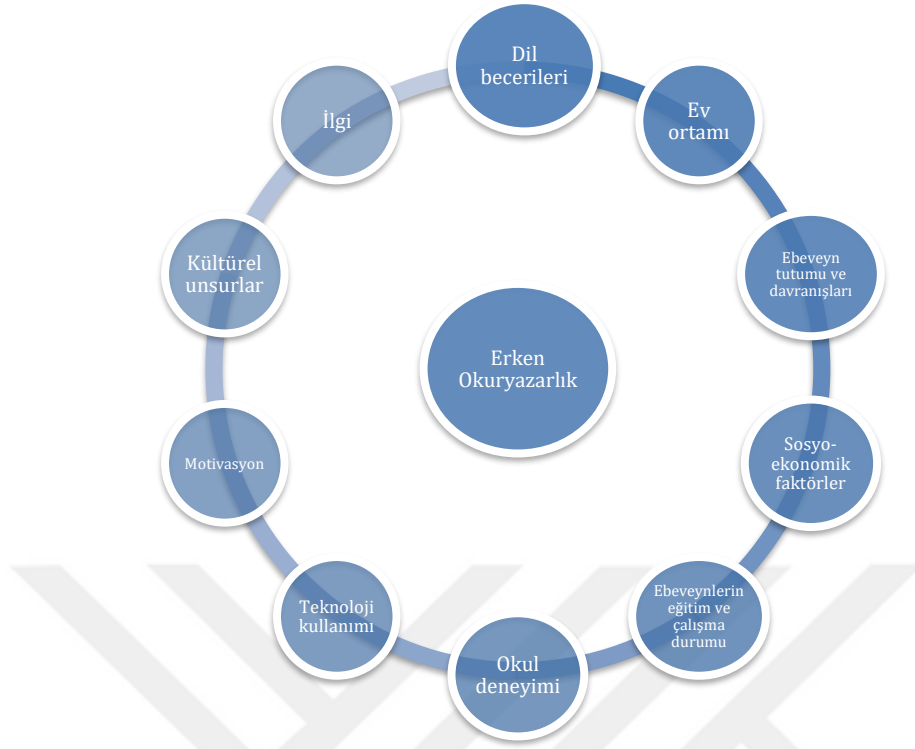 Dil
becerileri
Ev
ortamı
Ebeveyn
tutumu ve
davranışları
Sosyo-
ekonomik
faktörler
Ebeveynlerin
eğitim ve
çalışma
durumu
Okul
deneyimi
Teknoloji
kullanımı
Motivasyon
Kültürel
unsurlar
İlgi
Erken
Okuryazarlık